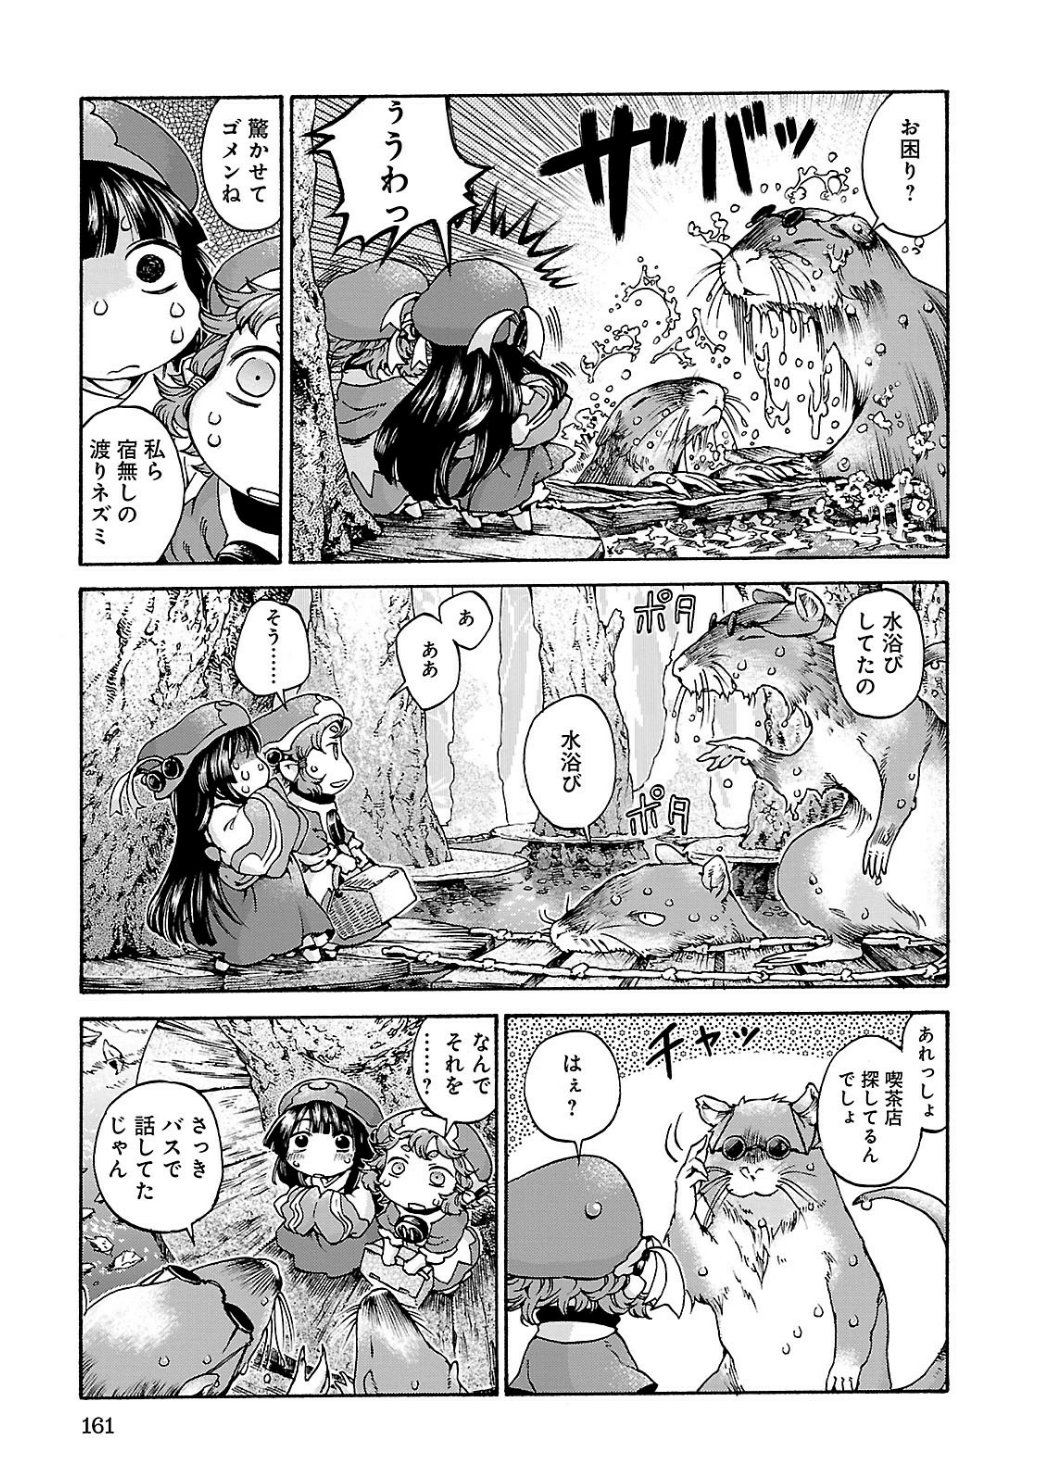 お困り?
ザバッ
ううわっ
驚かせて
ゴメンね
私ら
宿無しの
渡りネズミ
水浴び
してたの
ポタ
ポタ
水浴び
あ
ああ
そう………
あれっしょ
喫茶店
探してるん
でしょ
チャッ
はぇ?
なんで
それを
……?
さっき
バスで
話してた
じゃん
161